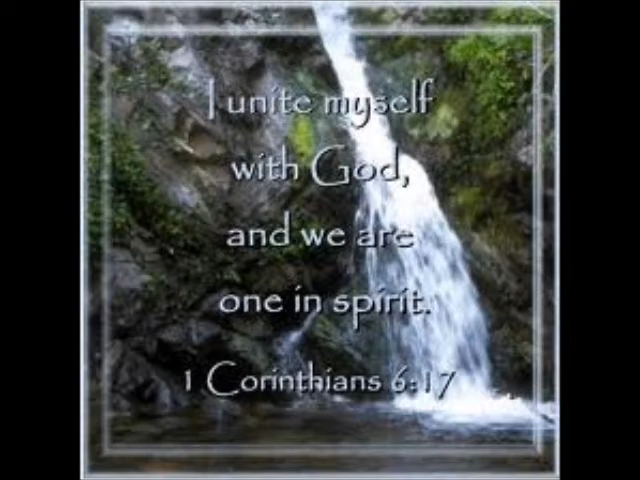 I unite myself
with God,
and we are
one in spirit.
1 Corinthians 6:17